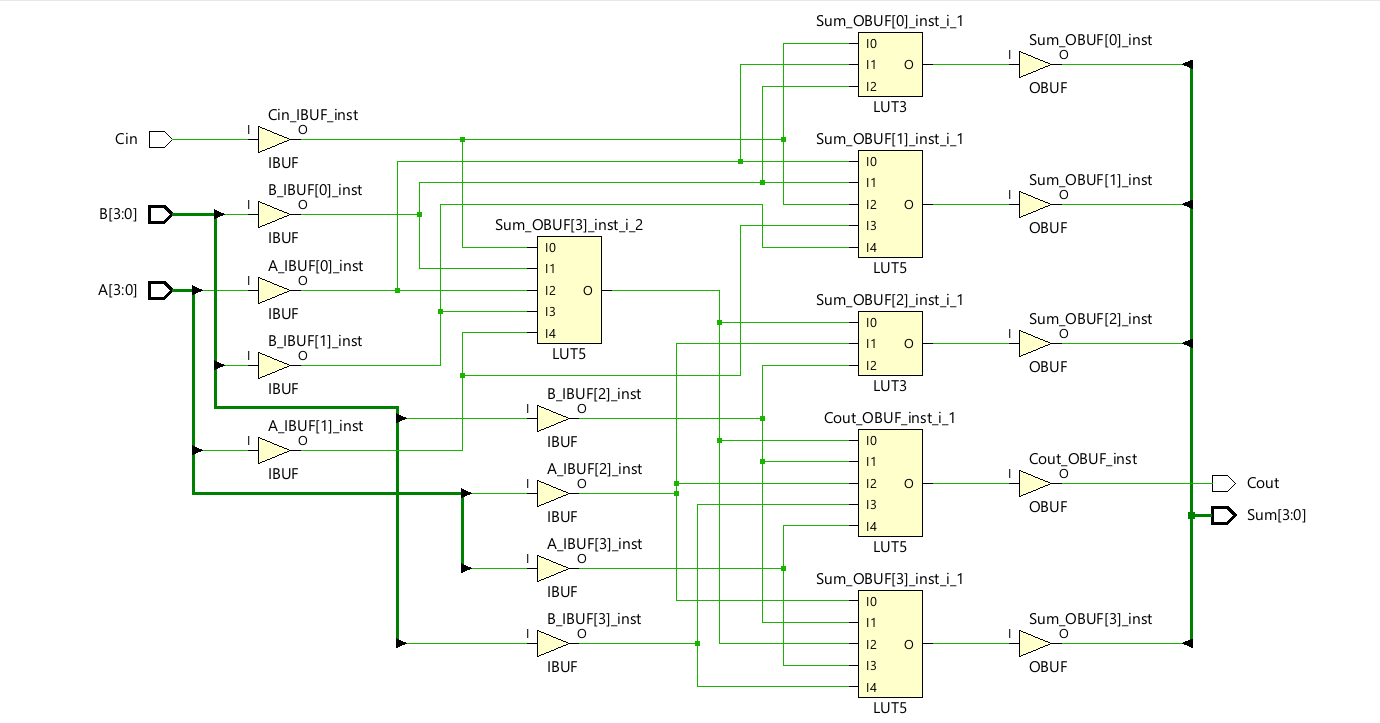 Sum_OBUF[0]_inst_i_1
I0
I1
I2
O
LUT3
Sum_OBUF[0]_inst
I
O
OBUF
Cin
Cin_IBUF_inst
I
O
IBUF
Sum_OBUF[1]_inst_i_1
I0
I1
I2
I3
I4
O
LUT5
Sum_OBUF[1]_inst
I
O
OBUF
B[3:0]
B_IBUF[0]_inst
I
O
IBUF
Sum_OBUF[3]_inst_i_2
I0
I1
I2
I3
I4
O
LUT5
A[3:0]
A_IBUF[0]_inst
I
O
IBUF
Sum_OBUF[2]_inst_i_1
I0
I1
I2
O
LUT3
Sum_OBUF[2]_inst
I
O
OBUF
B_IBUF[1]_inst
I
O
IBUF
B_IBUF[2]_inst
I
O
IBUF
A_IBUF[1]_inst
I
O
IBUF
Cout_OBUF_inst_i_1
I0
I1
I2
I3
I4
O
LUT5
Cout_OBUF_inst
I
O
OBUF
Cout
Sum[3:0]
A_IBUF[2]_inst
I
O
IBUF
A_IBUF[3]_inst
I
O
IBUF
Sum_OBUF[3]_inst_i_1
I0
I1
I2
I3
I4
O
LUT5
Sum_OBUF[3]_inst
I
O
OBUF
B_IBUF[3]_inst
I
O
IBUF